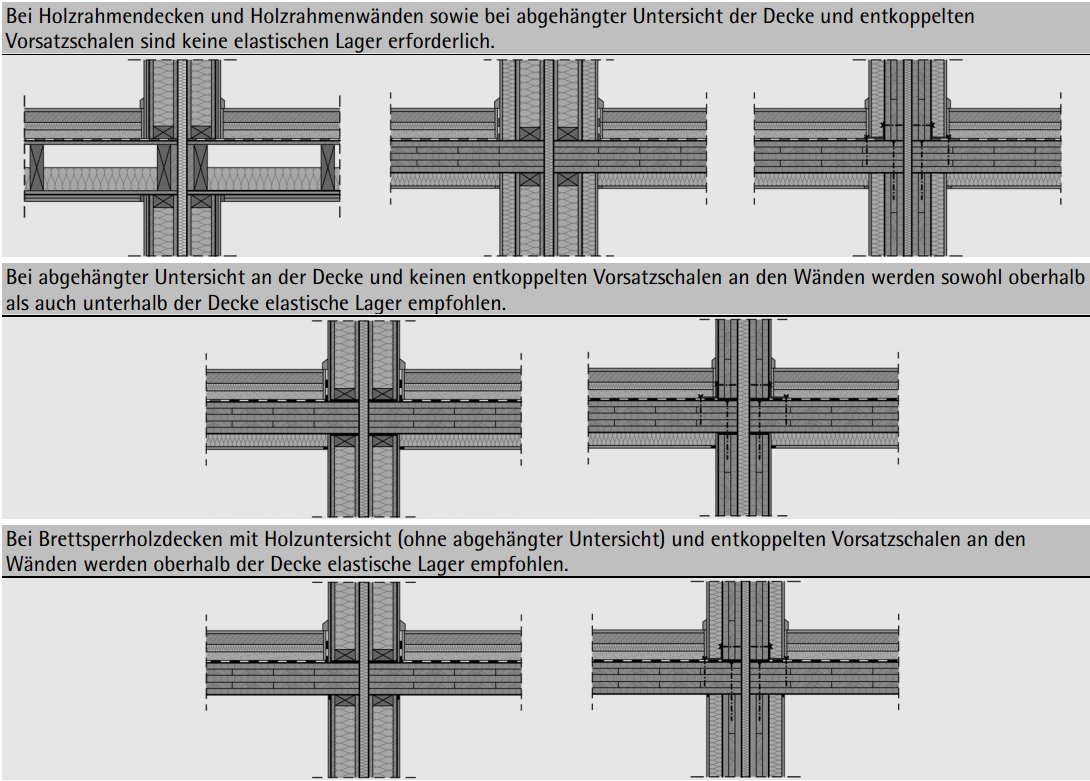 Bei Holzrahmendecken und Holzrahmenwänden sowie bei abgehängter Untersicht der Decke und entkoppelten
Vorsatzschalen sind keine elastischen Lager erforderlich.
Bei abgehängter Untersicht an der Decke und keinen entkoppelten Vorsatzschalen an den Wänden werden sowohl oberhalb
als auch unterhalb der Decke elastische Lager empfohlen.
Bei Brettsperrholzdecken mit Holzuntersicht (ohne abgehängter Untersicht) und entkoppelten Vorsatzschalen an den
Wänden werden oberhalb der Decke elastische Lager empfohlen.